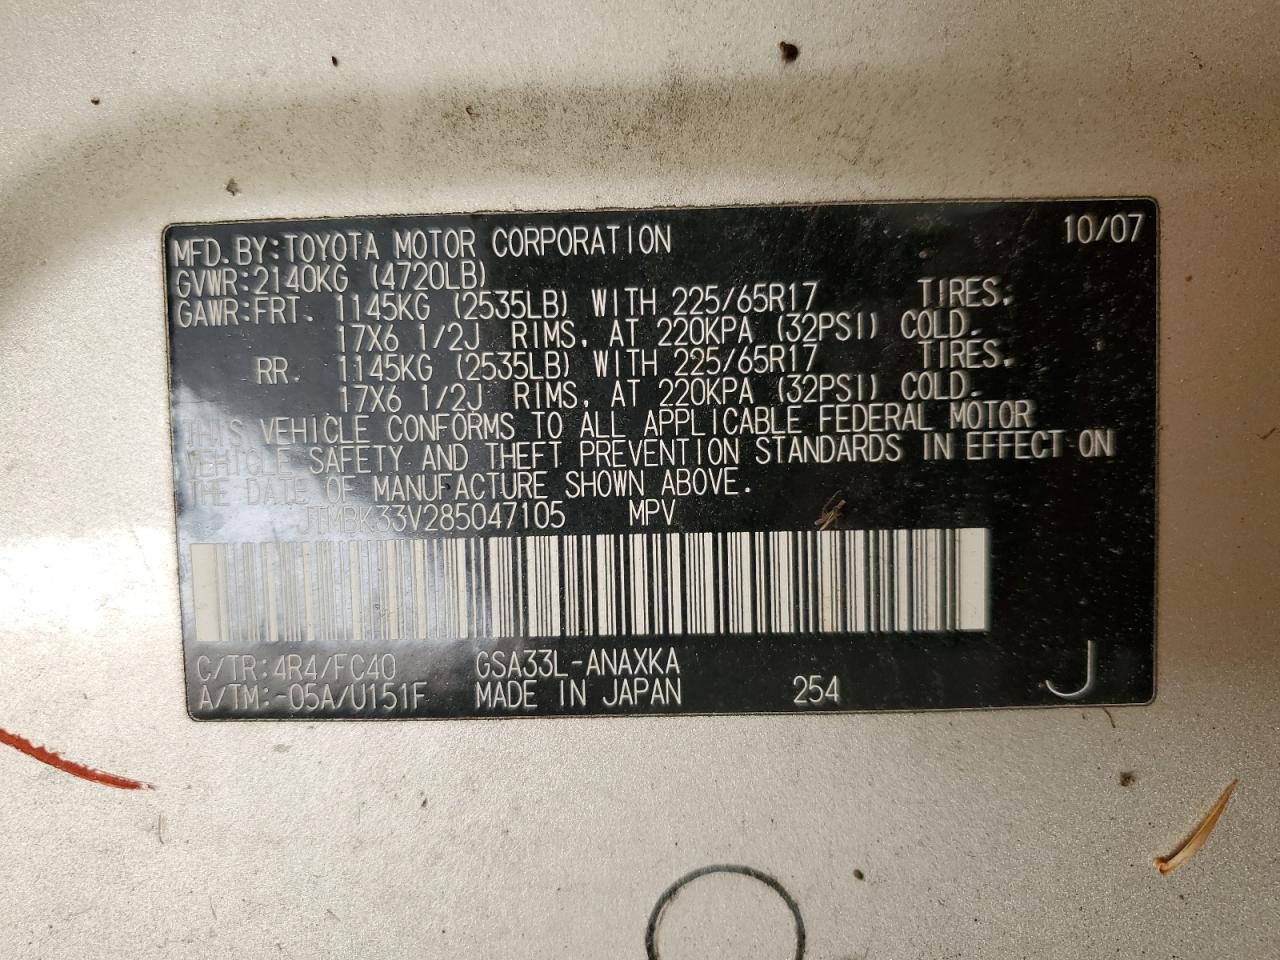 MFD. BY: TOYOTA MOTOR CORPORATION 10/07
GVWR: 2140KG (4720LB)
GAWR: FRT. 1145KG (2535LB) WITH 225/65R17 TIRES,
17X6 1/2J RIMS, AT 220KPA (32PSI) COLD.
RR. 1145KG (2535LB) WITH 225/65R17 TIRES,
17X6 1/2J RIMS, AT 220KPA (32PSI) COLD.
THIS VEHICLE CONFORMS TO ALL APPLICABLE FEDERAL MOTOR
VEHICLE SAFETY AND THEFT PREVENTION STANDARDS IN EFFECT ON
THE DATE OF MANUFACTURE SHOWN ABOVE.
JTMBK33V285047105 MPV
C/TR: 4R4/FC40 GSA33L-ANAXKA
A/TM: -05A/U151F MADE IN JAPAN 254 J